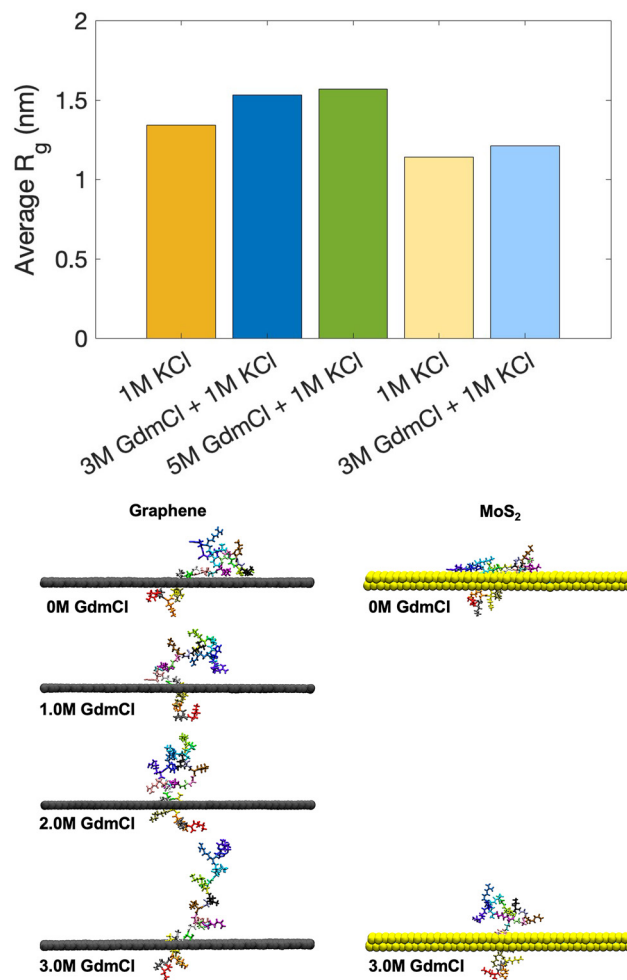 2
1.5
1
0.5
0
Average Rg (nm)
1M KCl
3M GdmCl + 1M KCl
5M GdmCl + 1M KCl
1M KCl
3M GdmCl + 1M KCl
Graphene
MoS₂
0M GdmCl
0M GdmCl
1.0M GdmCl
2.0M GdmCl
3.0M GdmCl
3.0M GdmCl